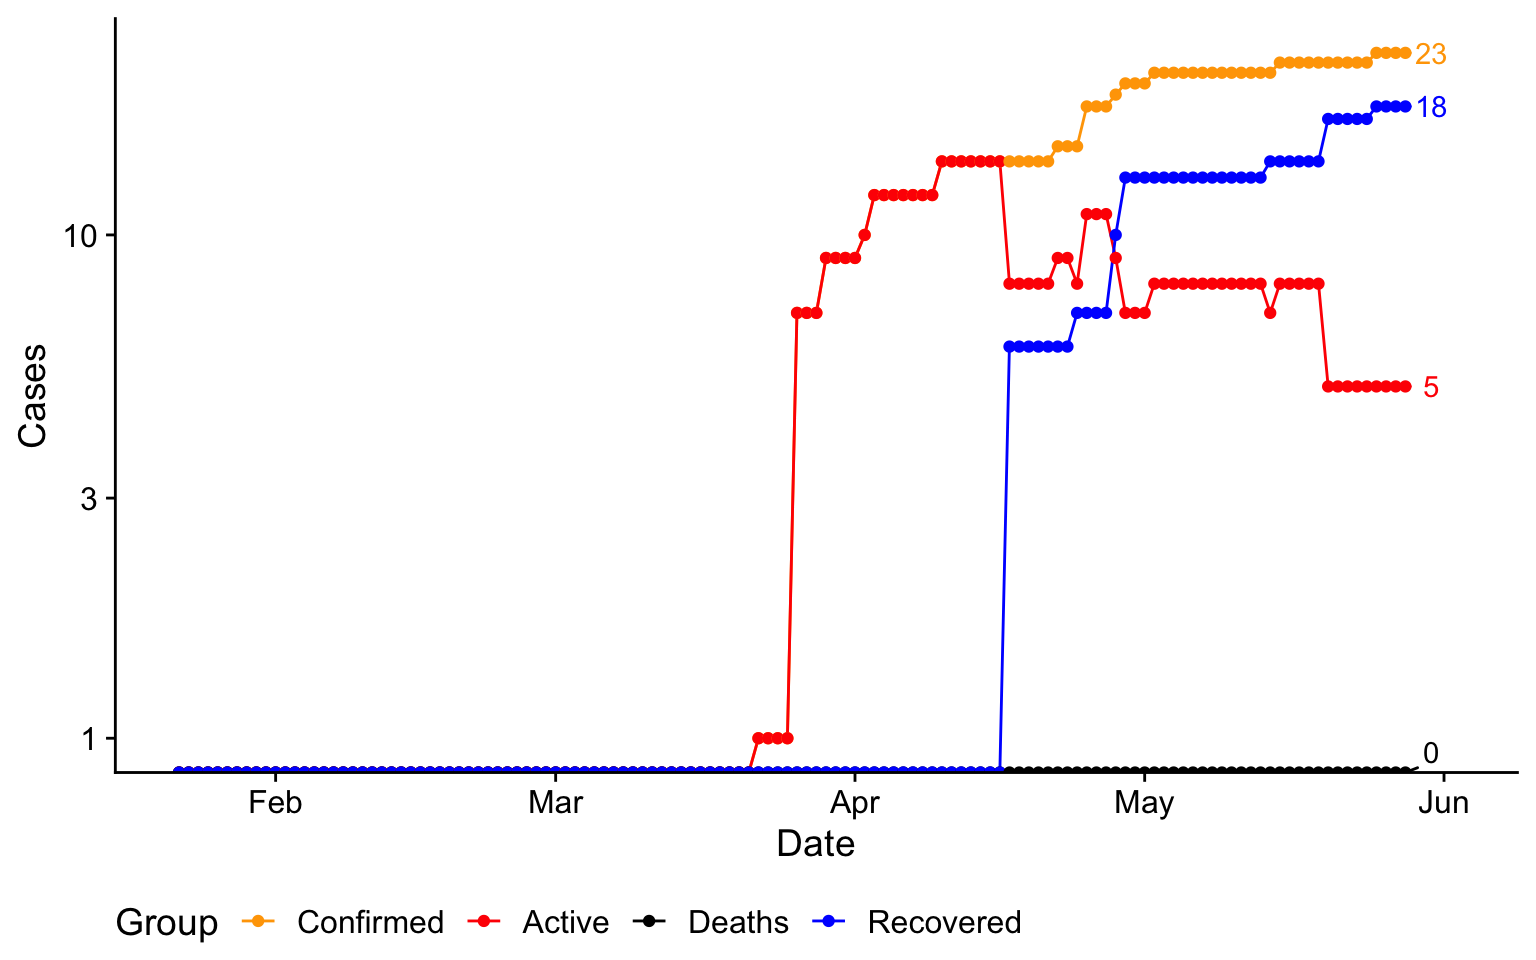 23
18
10
5
3
1
0
Cases
Feb Mar Apr May Jun
Date
Group Confirmed Active Deaths Recovered